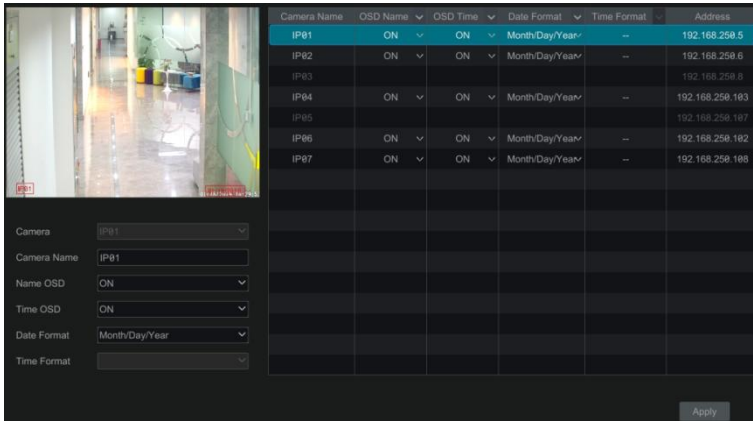 Camera Name OSD Name OSD Time Date Format Time Format Address
IP01 ON ON Month/Day/Year -- 192.168.250.5
IP02 ON ON Month/Day/Year -- 192.168.250.6
IP03 192.168.250.8
IP04 ON ON Month/Day/Year -- 192.168.250.103
IP05 192.168.250.107
IP06 ON ON Month/Day/Year -- 192.168.250.102
IP07 ON ON Month/Day/Year -- 192.168.250.108
IP01
Camera IP01
Camera Name IP01
Name OSD ON
Time OSD ON
Date Format Month/Day/Year
Time Format
Apply